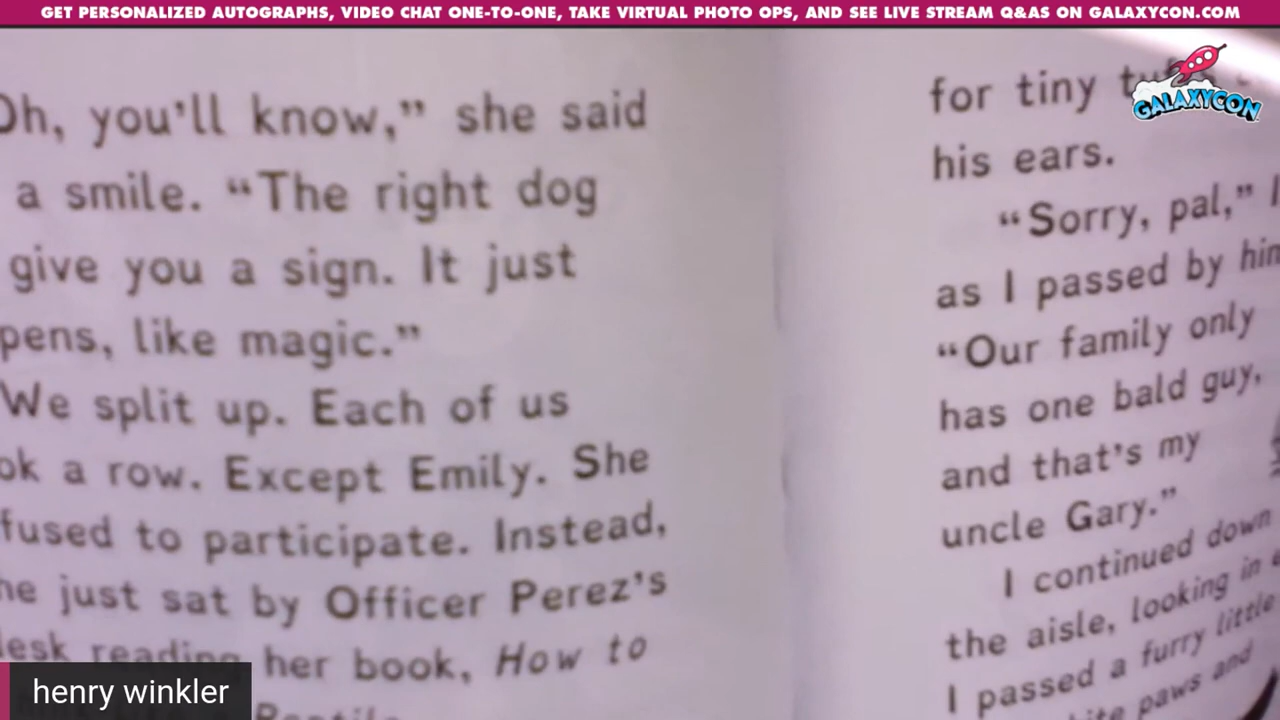 GET PERSONALIZED AUTOGRAPHS, VIDEO CHAT ONE-TO-ONE, TAKE VIRTUAL PHOTO OPS, AND SEE LIVE STREAM Q&AS ON GALAXYCON.COM
GALAXYCON
Oh, you'll know,” she said
a smile. “The right dog
give you a sign. It just
pens, like magic.”
We split up. Each of us
ok a row. Except Emily. She
fused to participate. Instead,
he just sat by Officer Perez's
desk reading her book, How to
for tiny
his ears.
“Sorry, pal,” I
as I passed by him
“Our family only
has one bald guy,
and that's my
uncle Gary.”
I continued down
the aisle, looking in
I passed a furry little
paws and
henry winkler